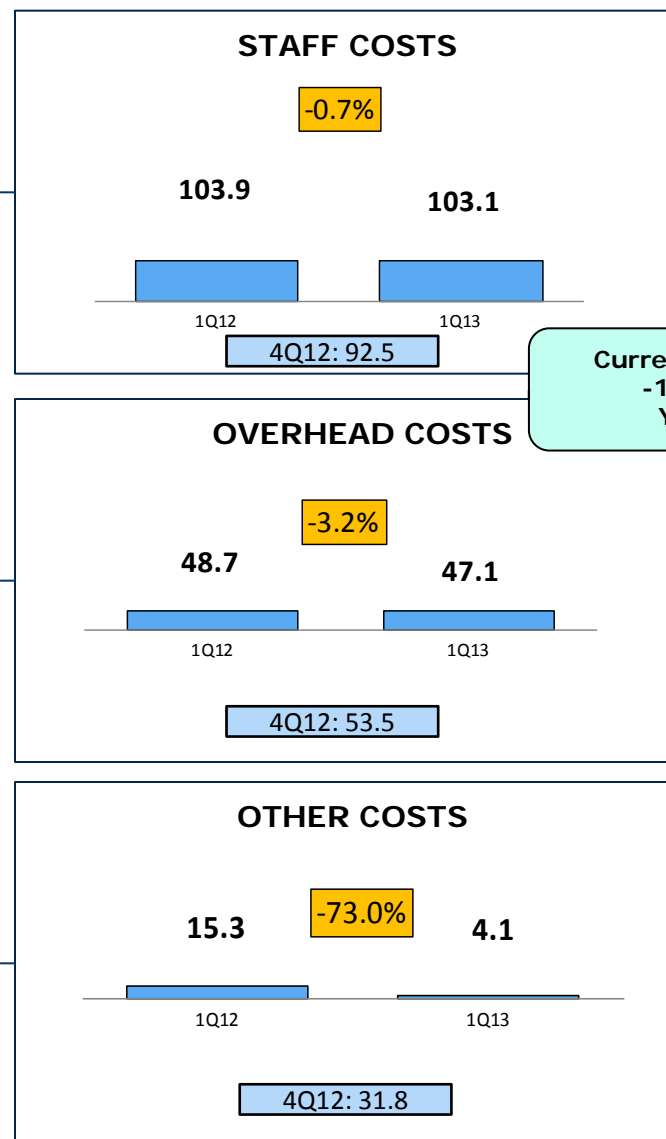 STAFF COSTS
-0.7%
103.9
103.1
1Q12
1Q13
4Q12: 92.5
OVERHEAD COSTS
-3.2%
48.7
47.1
1Q12
1Q13
4Q12: 53.5
OTHER COSTS
-73.0%
15.3
4.1
1Q12
1Q13
4Q12: 31.8